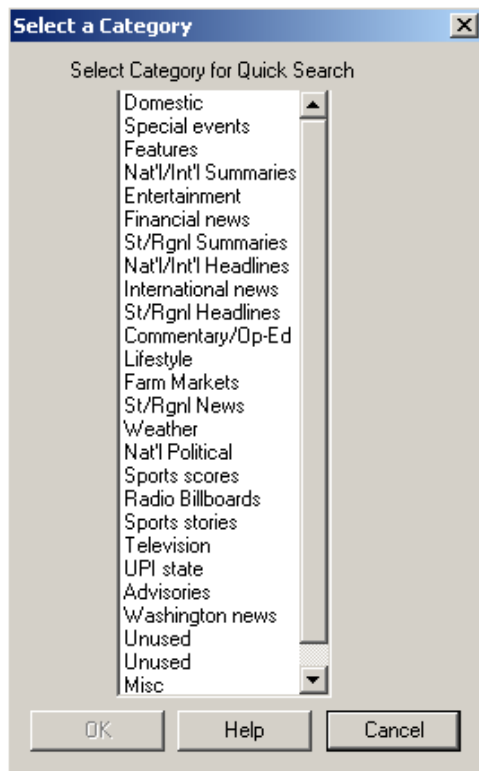 Select a Category
Select Category for Quick Search
Domestic
Special events
Features
Nat'l/Int'l Summaries
Entertainment
Financial news
St/Rgnl Summaries
Nat'l/Int'l Headlines
International news
St/Rgnl Headlines
Commentary/Op-Ed
Lifestyle
Farm Markets
St/Rgnl News
Weather
Nat'l Political
Sports scores
Radio Billboards
Sports stories
Television
UPI state
Advisories
Washington news
Unused
Unused
Misc
OK Help Cancel